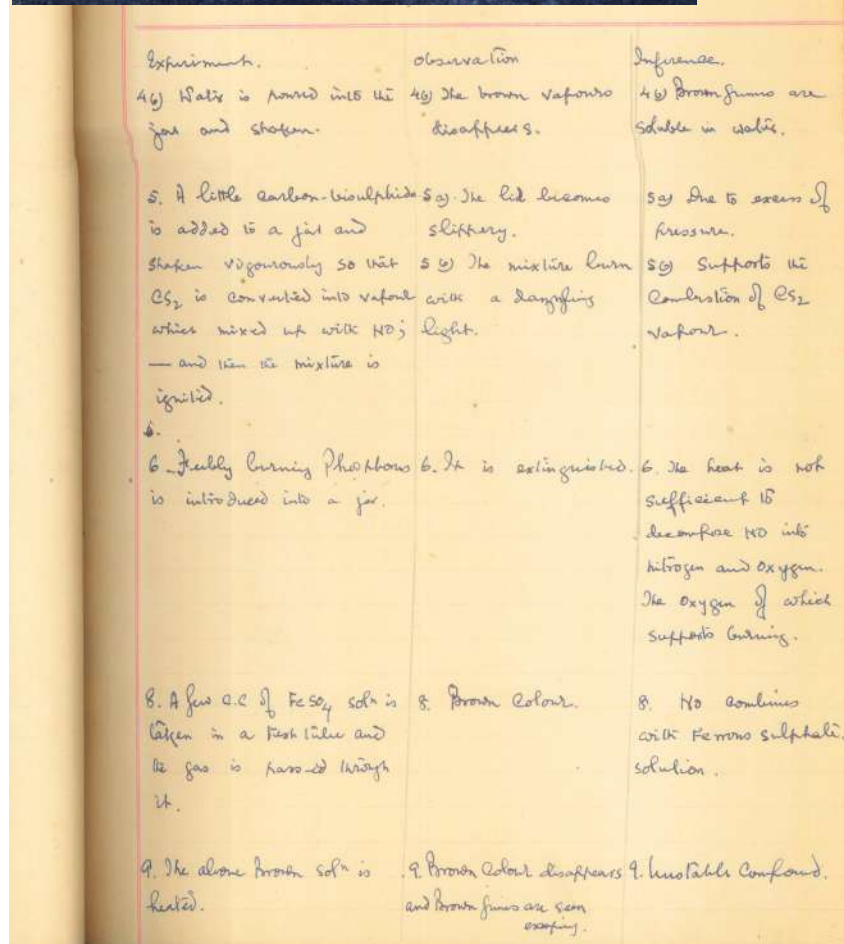 Experiment.
Observation
Inference.
4(b) Water is poured into the
jar and shaken.
4(b) The brown vapours
disappears.
4(b) Brown fumes are
soluble in water.
5. A little carbon-bisulphide
is added to a jar and
shaken vigourously so that
CS₂ is converted into vapour
which mixed up with NO;
— and then the mixture is
ignited.
5 a). The lid becomes
slippery.
5 (b) The mixture burn
with a dazzling
light.
5 a) Due to excess of
pressure.
5(b) Supports the
Combustion of CS₂
vapour.
6.
6 - Feebly burning Phosphorus
is introduced into a jar.
6. It is extinguished.
6. The heat is not
sufficient to
decompose NO into
nitrogen and oxygen.
The oxygen of which
supports burning.
8. A few c.c of FeSO₄ solⁿ is
taken in a test tube and
the gas is passed through
it.
8. Brown Colour.
8. NO combines
with Ferrous Sulphate
solution.
9. The above Brown solⁿ is
heated.
9 Brown Colour disappears
and Brown fumes are seen
escaping.
9. Unstable Compound.